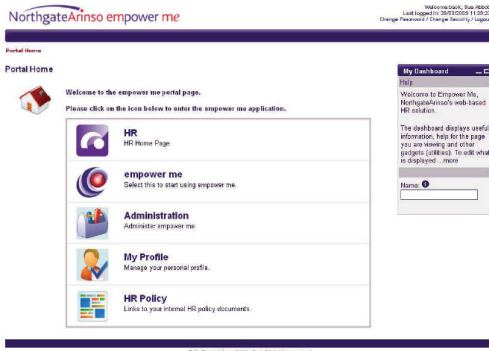 NorthgateArinso empower me
Welcome back, Sue Abbot
Last logged in: 26/03/2009 11:39:22
Change Password / Change Security / Logout
Portal Home
Portal Home
Welcome to the empower me portal page.
Please click on the icon below to enter the empower me application.
HR
HR Home Page
empower me
Select this to start using empower me.
Administration
Administer empower me.
My Profile
Manage your personal profile.
HR Policy
Links to your internal HR policy documents
My Dashboard
Help
Welcome to Empower Me,
NorthgateArinso's web-based
HR solution.
The dashboard displays useful
information, help for the page
you are viewing and other
gadgets (utilities). To edit what
is displayed ...more
Name: